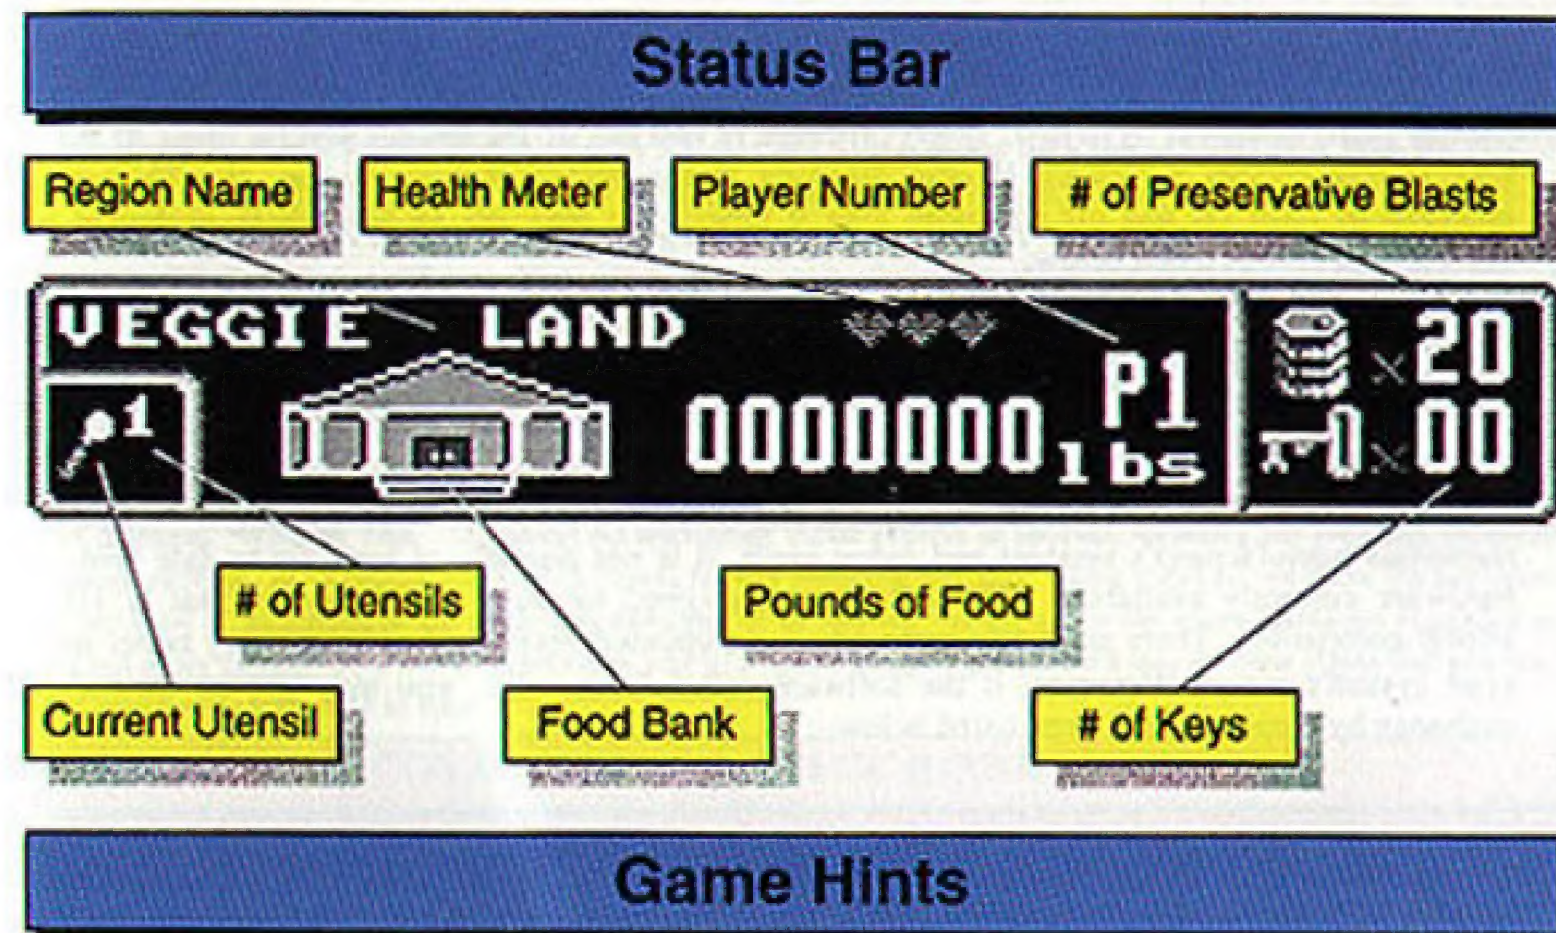 Status Bar
Region Name
Health Meter
Player Number
# of Preservative Blasts
VEGGIE LAND
P1
20
1
0000000
lbs
00
# of Utensils
Pounds of Food
Current Utensil
Food Bank
# of Keys
Game Hints